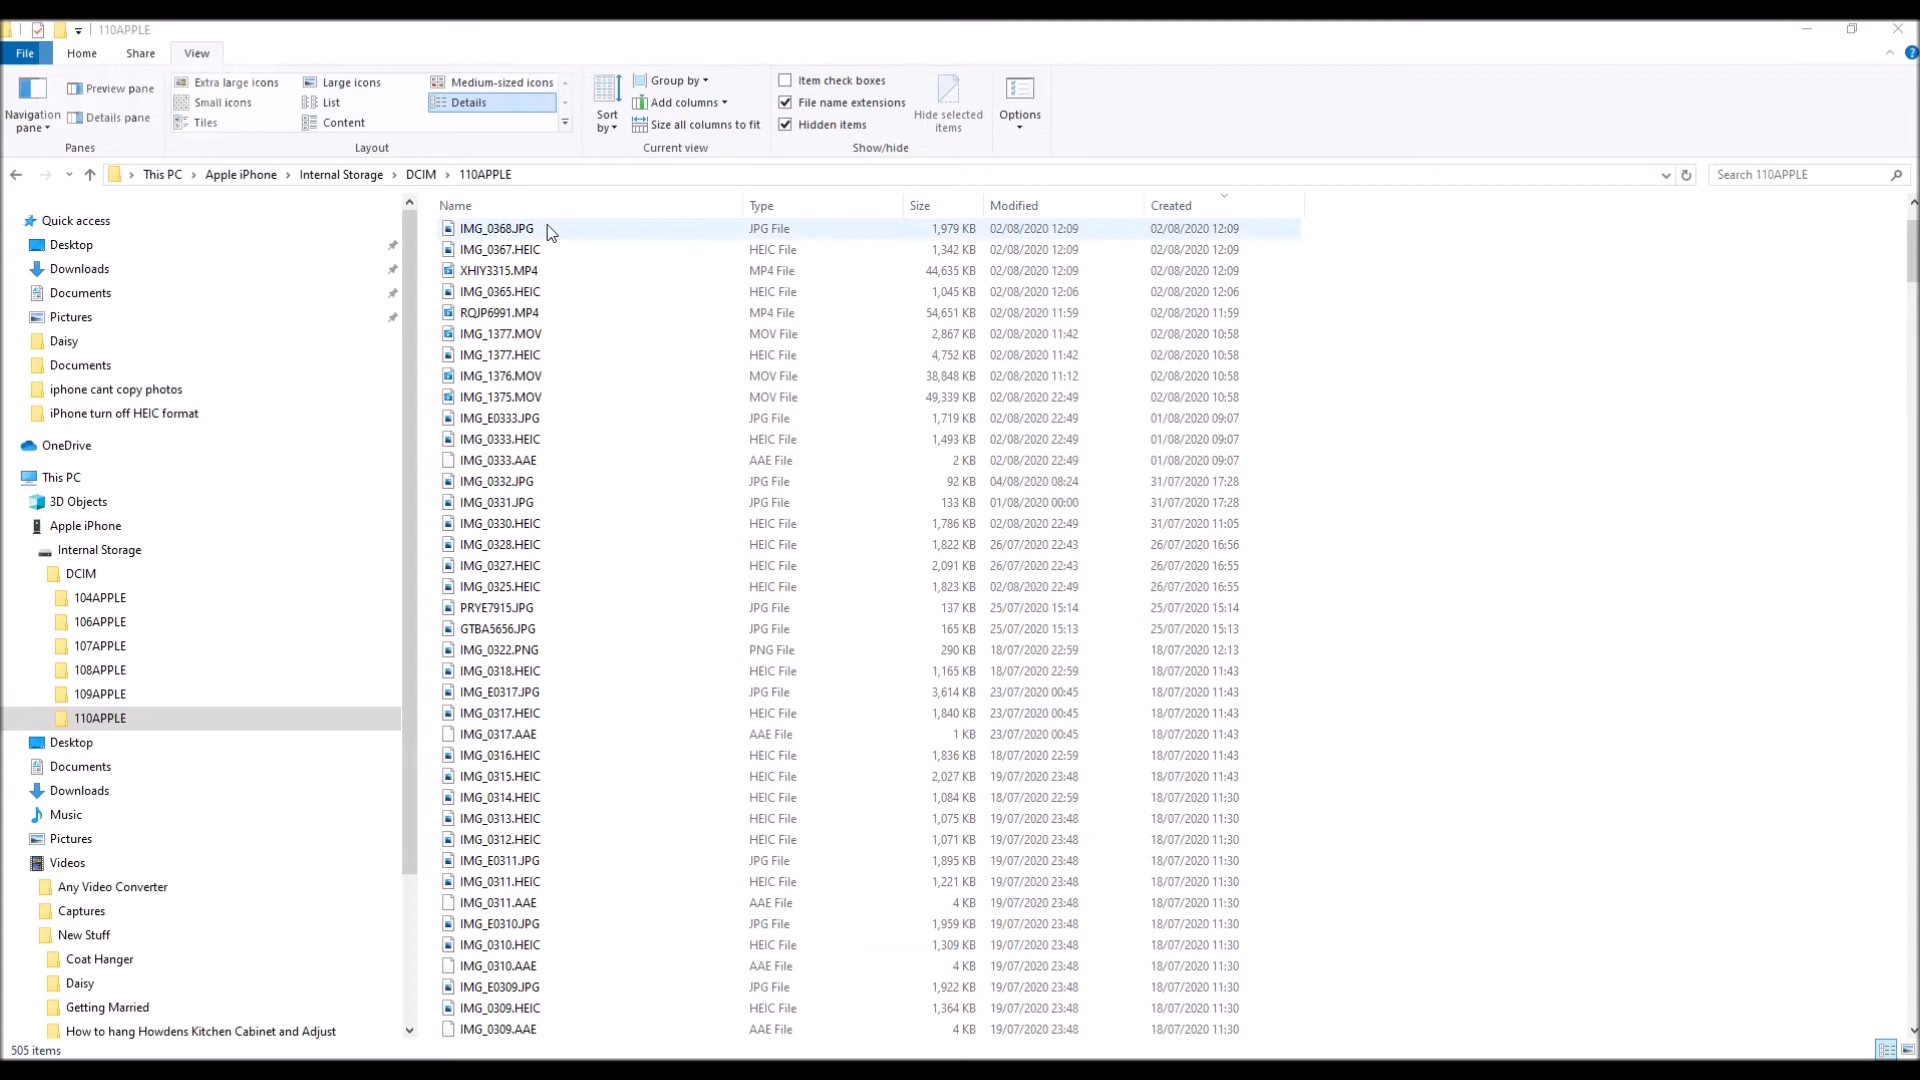 110APPLE
File Home Share View
Navigation pane
Preview pane
Details pane
Panes
Extra large icons Large icons Medium-sized icons
Small icons List Details
Tiles Content
Layout
Sort by
Group by
Add columns
Size all columns to fit
Current view
Item check boxes
File name extensions
Hidden items
Hide selected items
Show/hide
Options
This PC Apple iPhone Internal Storage DCIM 110APPLE
Search 110APPLE
Quick access
Desktop
Downloads
Documents
Pictures
Daisy
Documents
iphone cant copy photos
iPhone turn off HEIC format
OneDrive
This PC
3D Objects
Apple iPhone
Internal Storage
DCIM
104APPLE
106APPLE
107APPLE
108APPLE
109APPLE
110APPLE
Desktop
Documents
Downloads
Music
Pictures
Videos
Any Video Converter
Captures
New Stuff
Coat Hanger
Daisy
Getting Married
How to hang Howdens Kitchen Cabinet and Adjust
Name Type Size Modified Created
IMG_0368.JPG JPG File 1,979 KB 02/08/2020 12:09 02/08/2020 12:09
IMG_0367.HEIC HEIC File 1,342 KB 02/08/2020 12:09 02/08/2020 12:09
XHIY3315.MP4 MP4 File 44,635 KB 02/08/2020 12:09 02/08/2020 12:09
IMG_0365.HEIC HEIC File 1,045 KB 02/08/2020 12:06 02/08/2020 12:06
RQJP6991.MP4 MP4 File 54,651 KB 02/08/2020 11:59 02/08/2020 11:59
IMG_1377.MOV MOV File 2,867 KB 02/08/2020 11:42 02/08/2020 10:58
IMG_1377.HEIC HEIC File 4,752 KB 02/08/2020 11:42 02/08/2020 10:58
IMG_1376.MOV MOV File 38,848 KB 02/08/2020 11:12 02/08/2020 10:58
IMG_1375.MOV MOV File 49,339 KB 02/08/2020 22:49 02/08/2020 10:58
IMG_E0333.JPG JPG File 1,719 KB 02/08/2020 22:49 01/08/2020 09:07
IMG_0333.HEIC HEIC File 1,493 KB 02/08/2020 22:49 01/08/2020 09:07
IMG_0333.AAE AAE File 2 KB 02/08/2020 22:49 01/08/2020 09:07
IMG_0332.JPG JPG File 92 KB 04/08/2020 08:24 31/07/2020 17:28
IMG_0331.JPG JPG File 133 KB 01/08/2020 00:00 31/07/2020 17:28
IMG_0330.HEIC HEIC File 1,786 KB 02/08/2020 22:49 31/07/2020 11:05
IMG_0328.HEIC HEIC File 1,822 KB 26/07/2020 22:43 26/07/2020 16:56
IMG_0327.HEIC HEIC File 2,091 KB 26/07/2020 22:43 26/07/2020 16:55
IMG_0325.HEIC HEIC File 1,823 KB 02/08/2020 22:49 26/07/2020 16:55
PRYE7915.JPG JPG File 137 KB 25/07/2020 15:14 25/07/2020 15:14
GTBA5656.JPG JPG File 165 KB 25/07/2020 15:13 25/07/2020 15:13
IMG_0322.PNG PNG File 290 KB 18/07/2020 22:59 18/07/2020 12:13
IMG_0318.HEIC HEIC File 1,165 KB 18/07/2020 22:59 18/07/2020 11:43
IMG_E0317.JPG JPG File 3,614 KB 23/07/2020 00:45 18/07/2020 11:43
IMG_0317.HEIC HEIC File 1,840 KB 23/07/2020 00:45 18/07/2020 11:43
IMG_0317.AAE AAE File 1 KB 23/07/2020 00:45 18/07/2020 11:43
IMG_0316.HEIC HEIC File 1,836 KB 18/07/2020 22:59 18/07/2020 11:43
IMG_0315.HEIC HEIC File 2,027 KB 19/07/2020 23:48 18/07/2020 11:43
IMG_0314.HEIC HEIC File 1,084 KB 18/07/2020 22:59 18/07/2020 11:30
IMG_0313.HEIC HEIC File 1,075 KB 19/07/2020 23:48 18/07/2020 11:30
IMG_0312.HEIC HEIC File 1,071 KB 19/07/2020 23:48 18/07/2020 11:30
IMG_E0311.JPG JPG File 1,895 KB 19/07/2020 23:48 18/07/2020 11:30
IMG_0311.HEIC HEIC File 1,221 KB 19/07/2020 23:48 18/07/2020 11:30
IMG_0311.AAE AAE File 4 KB 19/07/2020 23:48 18/07/2020 11:30
IMG_E0310.JPG JPG File 1,959 KB 19/07/2020 23:48 18/07/2020 11:30
IMG_0310.HEIC HEIC File 1,309 KB 19/07/2020 23:48 18/07/2020 11:30
IMG_0310.AAE AAE File 4 KB 19/07/2020 23:48 18/07/2020 11:30
IMG_E0309.JPG JPG File 1,922 KB 19/07/2020 23:48 18/07/2020 11:30
IMG_0309.HEIC HEIC File 1,364 KB 19/07/2020 23:48 18/07/2020 11:30
IMG_0309.AAE AAE File 4 KB 19/07/2020 23:48 18/07/2020 11:30
505 items